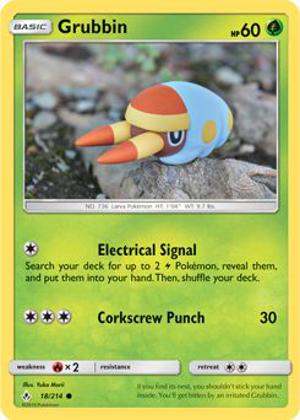 BASIC Grubbin HP60
NO. 736 Larva Pokémon HT: 1'04" WT: 9.7 lbs.
Electrical Signal
Search your deck for up to 2 Pokémon, reveal them,
and put them into your hand. Then, shuffle your deck.
Corkscrew Punch 30
weakness × 2 resistance retreat
Illus. Yuka Morii
18/214
If you find its nest, you shouldn't stick your hand
inside. You'll get bitten by an irritated Grubbin.
©2019 Pokémon